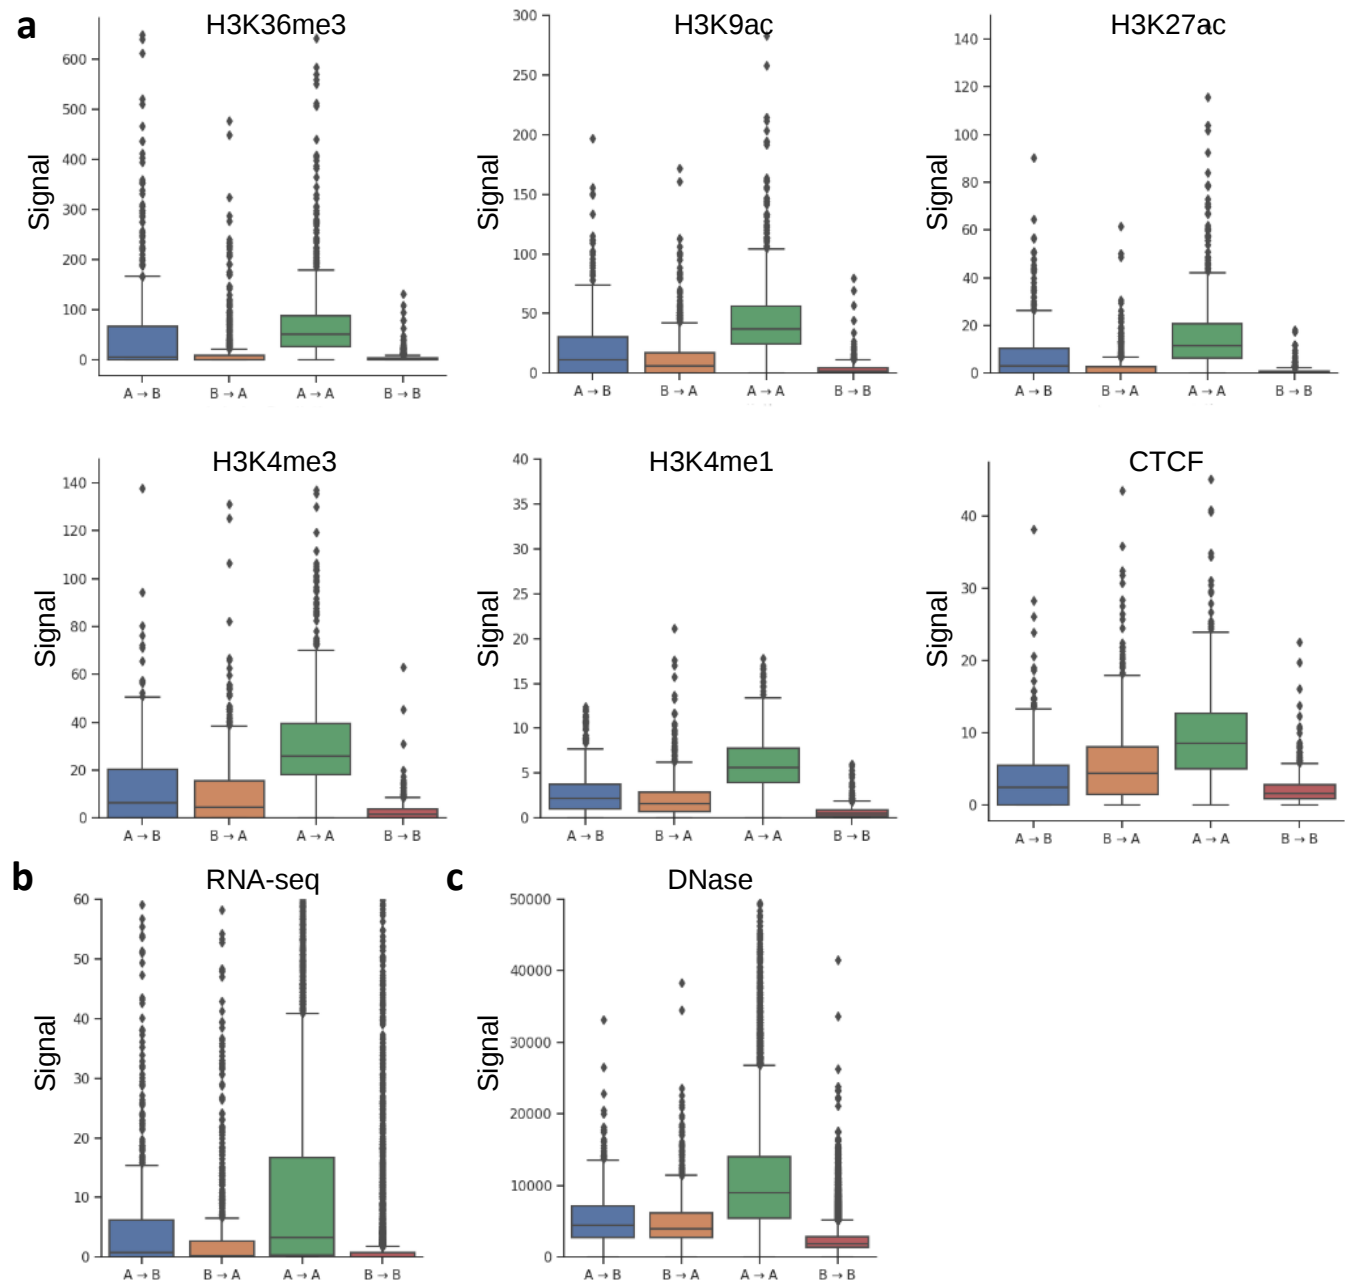 a
H3K36me3
H3K9ac
H3K27ac
Signal
600
500
400
300
200
100
0
A → B
B → A
A → A
B → B
Signal
300
250
200
150
100
50
0
A → B
B → A
A → A
B → B
Signal
140
120
100
80
60
40
20
0
A → B
B → A
A → A
B → B
H3K4me3
H3K4me1
CTCF
Signal
140
120
100
80
60
40
20
0
A → B
B → A
A → A
B → B
Signal
40
35
30
25
20
15
10
5
0
A → B
B → A
A → A
B → B
Signal
40
30
20
10
0
A → B
B → A
A → A
B → B
b
RNA-seq
Signal
60
50
40
30
20
10
0
A → B
B → A
A → A
B → B
c
DNase
Signal
50000
40000
30000
20000
10000
0
A → B
B → A
A → A
B → B